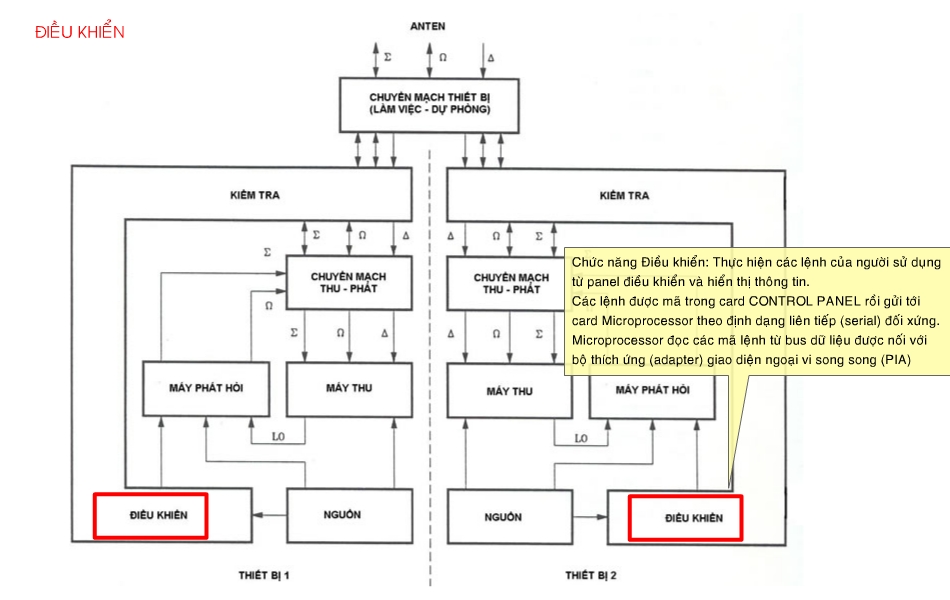 ĐIỀU KHIỂN
ANTEN
Σ Ω Δ
CHUYỂN MẠCH THIẾT BỊ
(LÀM VIỆC - DỰ PHÒNG)
KIỂM TRA
KIỂM TRA
Σ Ω Δ
Δ Ω Σ
Σ
CHUYỂN MẠCH
THU - PHÁT
CHUYỂN MẠCH
THU - PHÁT
Chức năng Điều khiển: Thực hiện các lệnh của người sử dụng
từ panel điều khiển và hiển thị thông tin.
Các lệnh được mã trong card CONTROL PANEL rồi gửi tới
card Microprocessor theo định dạng liên tiếp (serial) đối xứng.
Microprocessor đọc các mã lệnh từ bus dữ liệu được nối với
bộ thích ứng (adapter) giao diện ngoại vi song song (PIA)
Ω
Σ Ω Δ
Δ Ω Σ
MÁY PHÁT HỎI
MÁY THU
MÁY THU
MÁY PHÁT HỎI
LO
LO
ĐIỀU KHIỂN
NGUỒN
NGUỒN
ĐIỀU KHIỂN
THIẾT BỊ 1
THIẾT BỊ 2